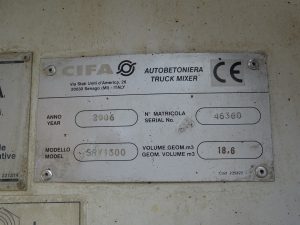 CIFA
AUTOBETONIERA
TRUCK MIXER
Via Stati Uniti d'America, 26
20030 Senago (MI) - ITALY
CE
ANNO
YEAR
2006
N° MATRICOLA
SERIAL No.
46360
MODELLO
MODEL
SRY1300
VOLUME GEOM. m3
GEOM. VOLUME m3
18.6